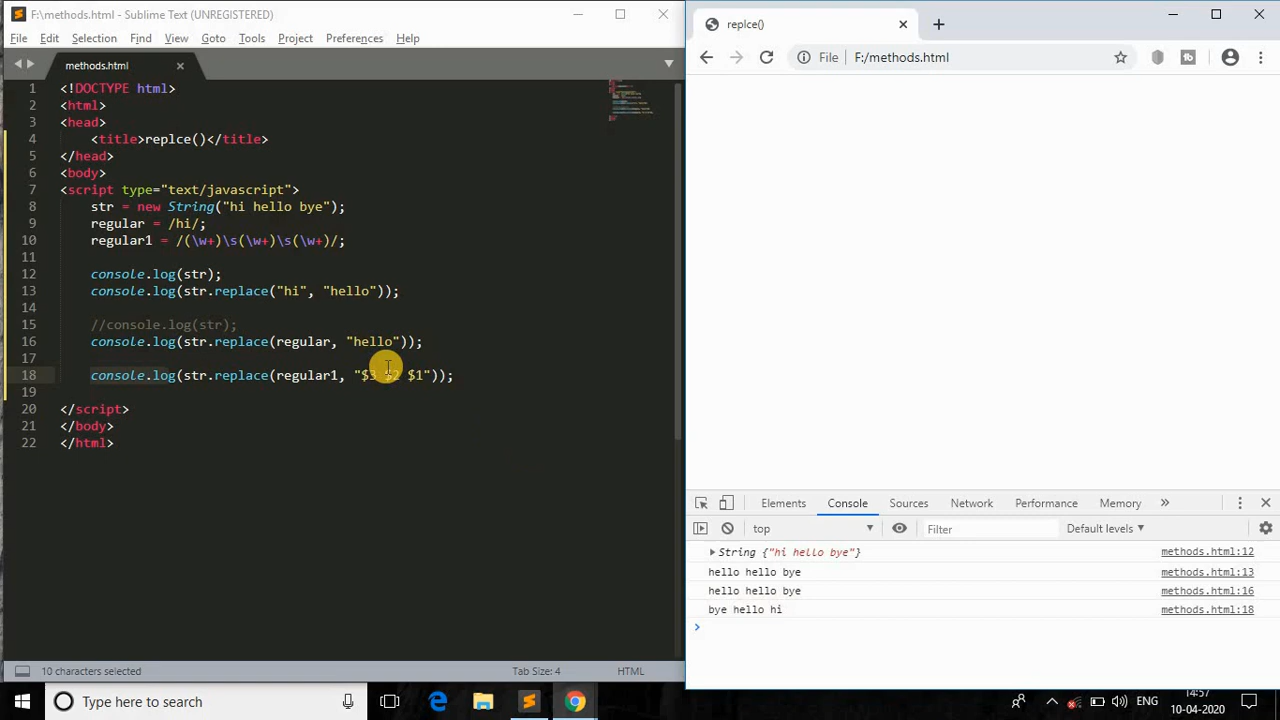 F:\methods.html - Sublime Text (UNREGISTERED)
File Edit Selection Find View Goto Tools Project Preferences Help
methods.html
1 <!DOCTYPE html>
2 <html>
3 <head>
4 <title>replce()</title>
5 </head>
6 <body>
7 <script type="text/javascript">
8 str = new String("hi hello bye");
9 regular = /hi/;
10 regular1 = /(\w+)\s(\w+)\s(\w+)/;
11
12 console.log(str);
13 console.log(str.replace("hi", "hello"));
14
15 //console.log(str);
16 console.log(str.replace(regular, "hello"));
17
18 console.log(str.replace(regular1, "$3 $2 $1"));
19
20 </script>
21 </body>
22 </html>
10 characters selected
Tab Size: 4
HTML
replce()
File F:/methods.html
Elements Console Sources Network Performance Memory »
top Filter Default levels
String {"hi hello bye"} methods.html:12
hello hello bye methods.html:13
hello hello bye methods.html:16
bye hello hi methods.html:18
>
Type here to search
ENG
14:57
10-04-2020